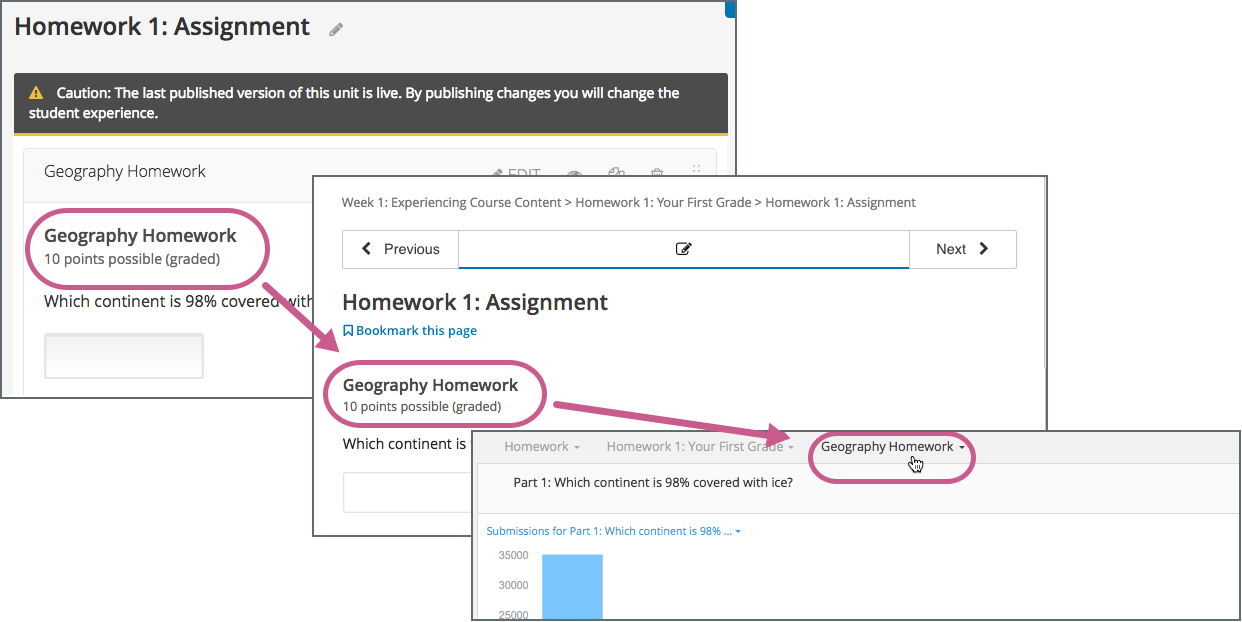 Homework 1: Assignment
Caution: The last published version of this unit is live. By publishing changes you will change the
student experience.
Geography Homework
EDIT
Geography Homework
10 points possible (graded)
Which continent is 98% covered with
Week 1: Experiencing Course Content > Homework 1: Your First Grade > Homework 1: Assignment
Previous
Next
Homework 1: Assignment
Bookmark this page
Geography Homework
10 points possible (graded)
Which continent is
Homework
Homework 1: Your First Grade
Geography Homework
Part 1: Which continent is 98% covered with ice?
Submissions for Part 1: Which continent is 98% ...
35000
30000
25000